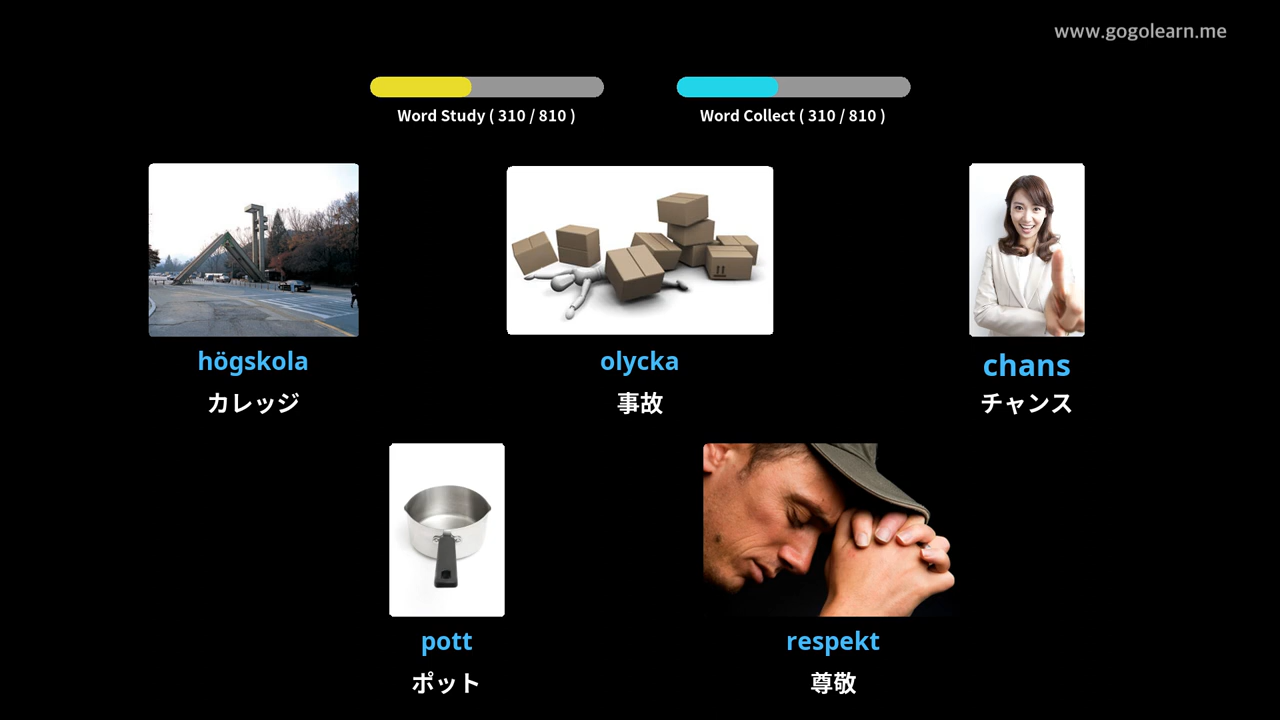 www.gogolearn.me
Word Study ( 310 / 810 )
Word Collect ( 310 / 810 )
högskola
カレッジ
olycka
事故
chans
チャンス
pott
ポット
respekt
尊敬